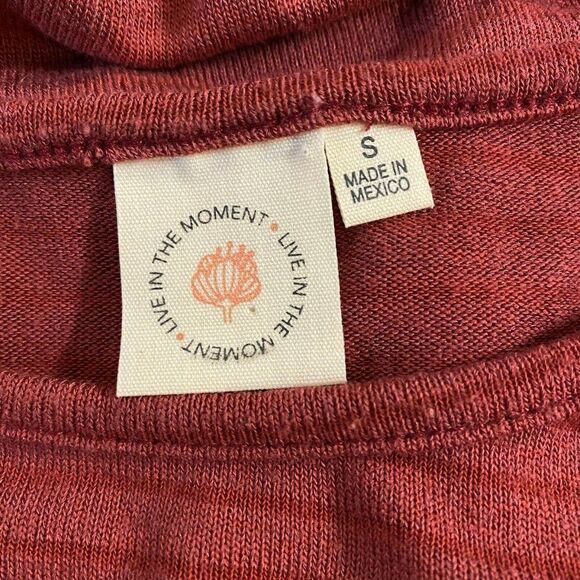 LIVE IN THE MOMENT • LIVE IN THE MOMENT •
S
MADE IN
MEXICO